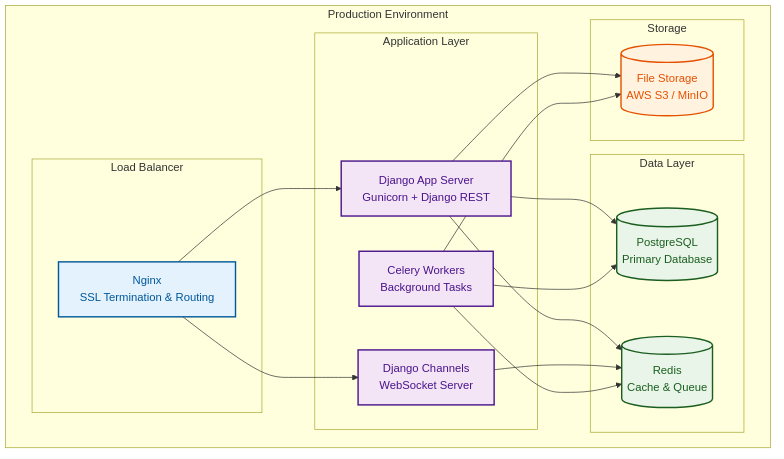 Production Environment
Load Balancer
Nginx
SSL Termination & Routing
Application Layer
Django App Server
Gunicorn + Django REST
Celery Workers
Background Tasks
Django Channels
WebSocket Server
Storage
File Storage
AWS S3 / MinIO
Data Layer
PostgreSQL
Primary Database
Redis
Cache & Queue